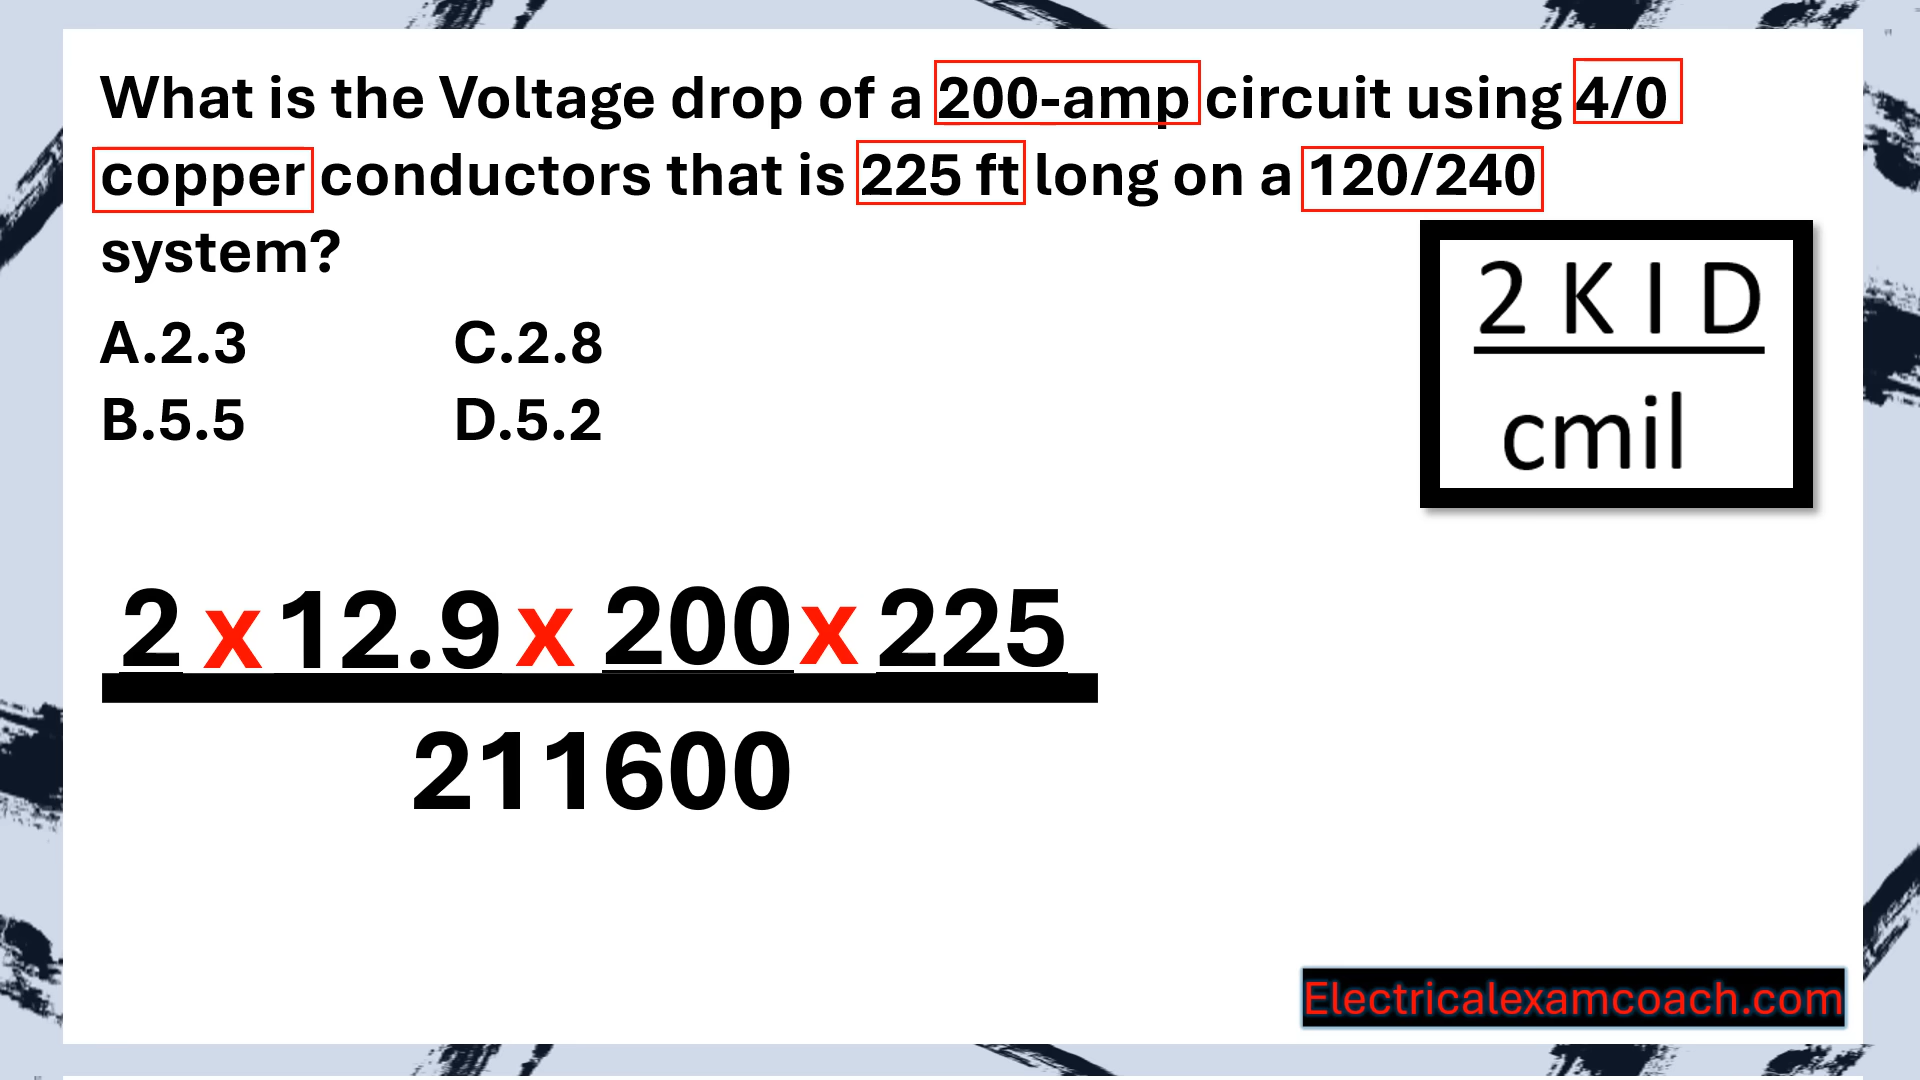 What is the Voltage drop of a 200-amp circuit using 4/0
copper conductors that is 225 ft long on a 120/240
system?
A.2.3 C.2.8
B.5.5 D.5.2
2 K I D
cmil
2 x 12.9 x 200 x 225
211600
Electricalexamcoach.com